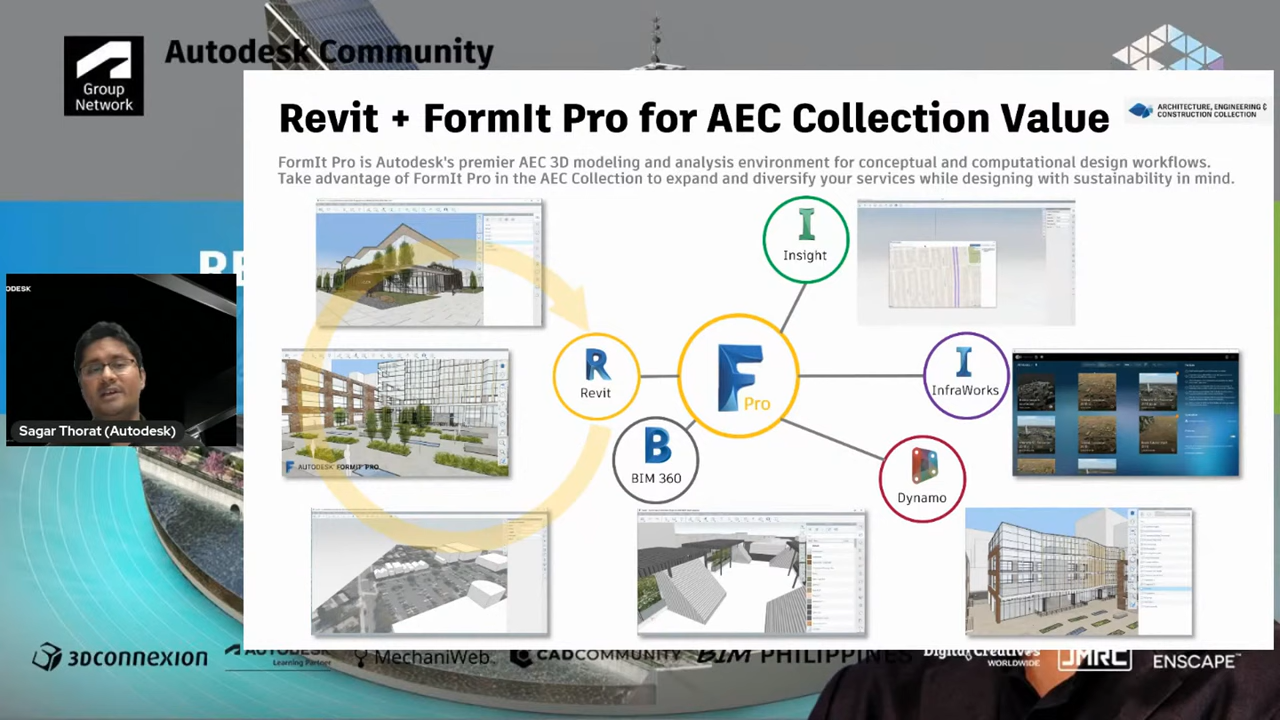 Group
Network
Autodesk Community
Revit + FormIt Pro for AEC Collection Value
ARCHITECTURE, ENGINEERING &
CONSTRUCTION COLLECTION
FormIt Pro is Autodesk's premier AEC 3D modeling and analysis environment for conceptual and computational design workflows.
Take advantage of FormIt Pro in the AEC Collection to expand and diversify your services while designing with sustainability in mind.
Insight
Revit
Pro
InfraWorks
BIM 360
Dynamo
AUTODESK FORMIT PRO
ODESK
Sagar Thorat (Autodesk)
3DCONNEXION
AUTODESK
Learning Partner
MechaniWeb
CADCOMMUNITY
BIM PHILIPPINES
Digital Creatives
WORLDWIDE
JMRC
ENSCAPE™